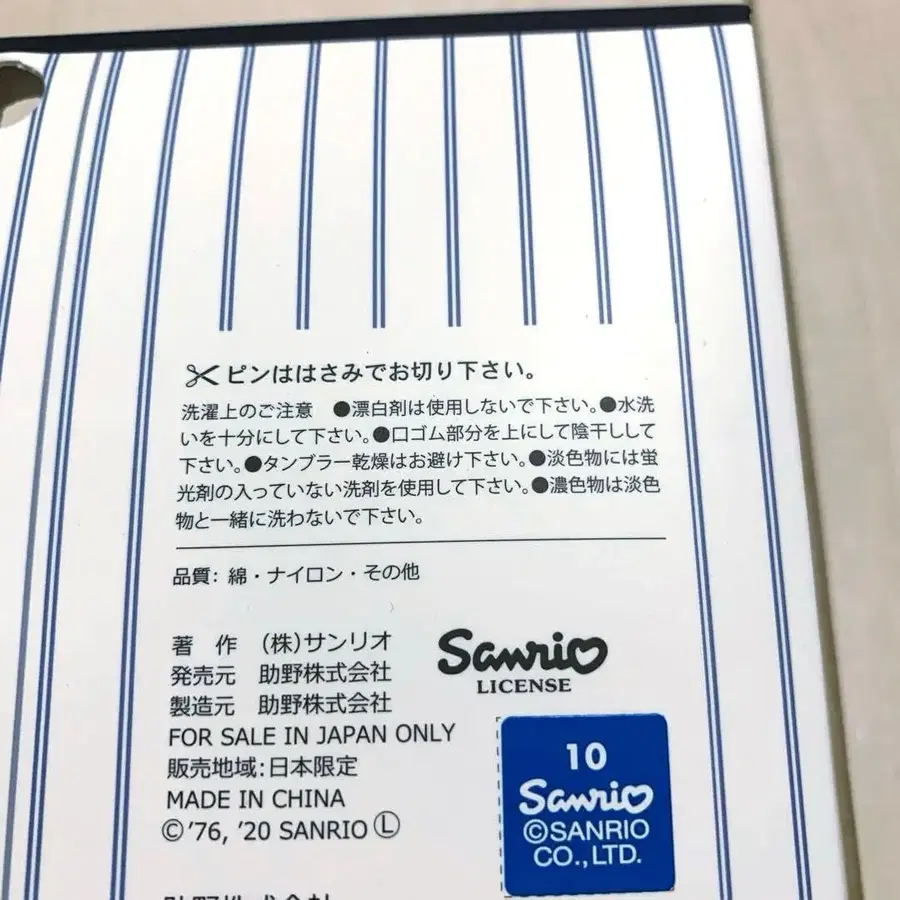 ピンははさみでお切り下さい。
洗濯上のご注意　●漂白剤は使用しないで下さい。●水洗
いを十分にして下さい。●口ゴム部分を上にして陰干しして
下さい。●タンブラー乾燥はお避け下さい。●淡色物には蛍
光剤の入っていない洗剤を使用して下さい。●濃色物は淡色
物と一緒に洗わないで下さい。
品質: 綿・ナイロン・その他
著　作　(株)サンリオ
発売元　助野株式会社
製造元　助野株式会社
FOR SALE IN JAPAN ONLY
販売地域:日本限定
MADE IN CHINA
©'76, '20 SANRIO Ⓛ
Sanrio
LICENSE
10
Sanrio
©SANRIO
CO.,LTD.